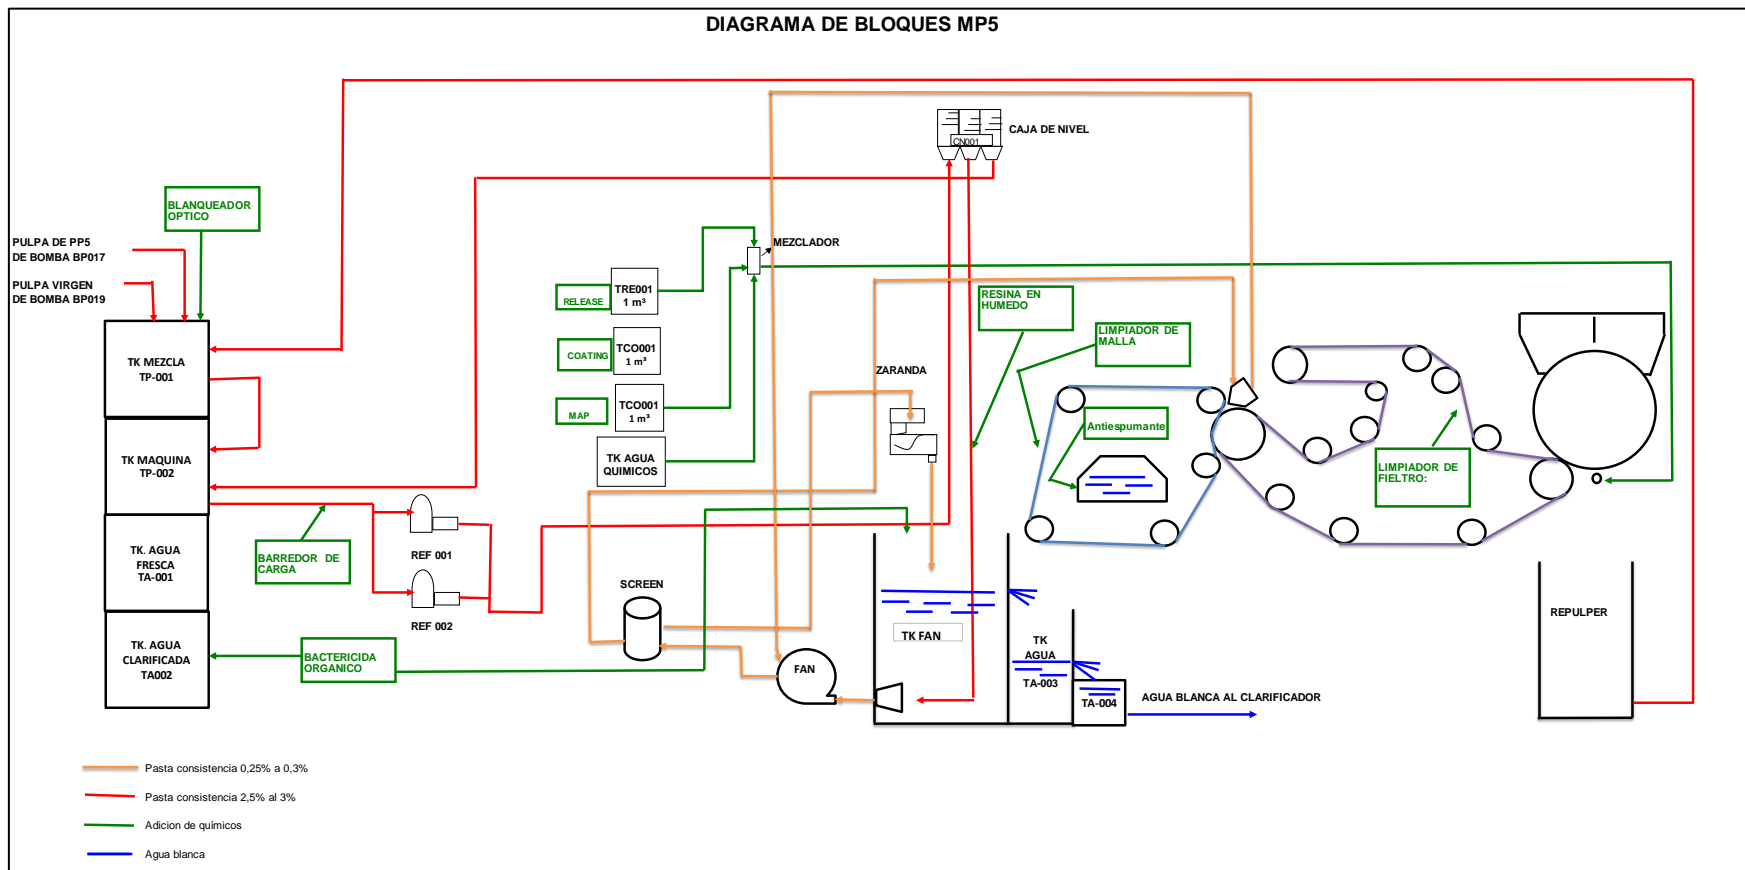 DIAGRAMA DE BLOQUES MP5
CAJA DE NIVEL
CN001
BLANQUEADOR
OPTICO
PULPA DE PP5
DE BOMBA BP017
PULPA VIRGEN
DE BOMBA BP019
MEZCLADOR
TRE001
1 m³
RELEASE
RESINA EN
HUMEDO
LIMPIADOR DE
MALLA
TCO001
1 m³
COATING
TK MEZCLA
TP-001
ZARANDA
TCO001
1 m³
MAP
Antiespumante
TK AGUA
QUIMICOS
TK MAQUINA
TP-002
LIMPIADOR DE
FIELTRO:
REF 001
TK. AGUA
FRESCA
TA-001
BARREDOR DE
CARGA
SCREEN
REF 002
REPULPER
TK FAN
TK
AGUA
TA-003
TK. AGUA
CLARIFICADA
TA002
BACTERICIDA
ORGANICO
FAN
TA-004
AGUA BLANCA AL CLARIFICADOR
Pasta consistencia 0,25% a 0,3%
Pasta consistencia 2,5% al 3%
Adicion de químicos
Agua blanca